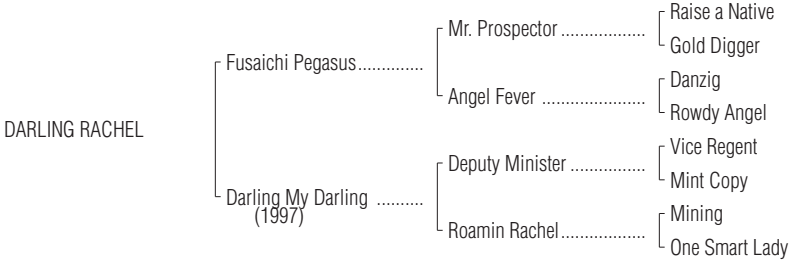 Raise a Native
Mr. Prospector ...................
Gold Digger
Fusaichi Pegasus..............
Danzig
Angel Fever .......................
Rowdy Angel
DARLING RACHEL
Vice Regent
Deputy Minister .................
Mint Copy
Darling My Darling ..........
(1997)
Mining
Roamin Rachel...................
One Smart Lady